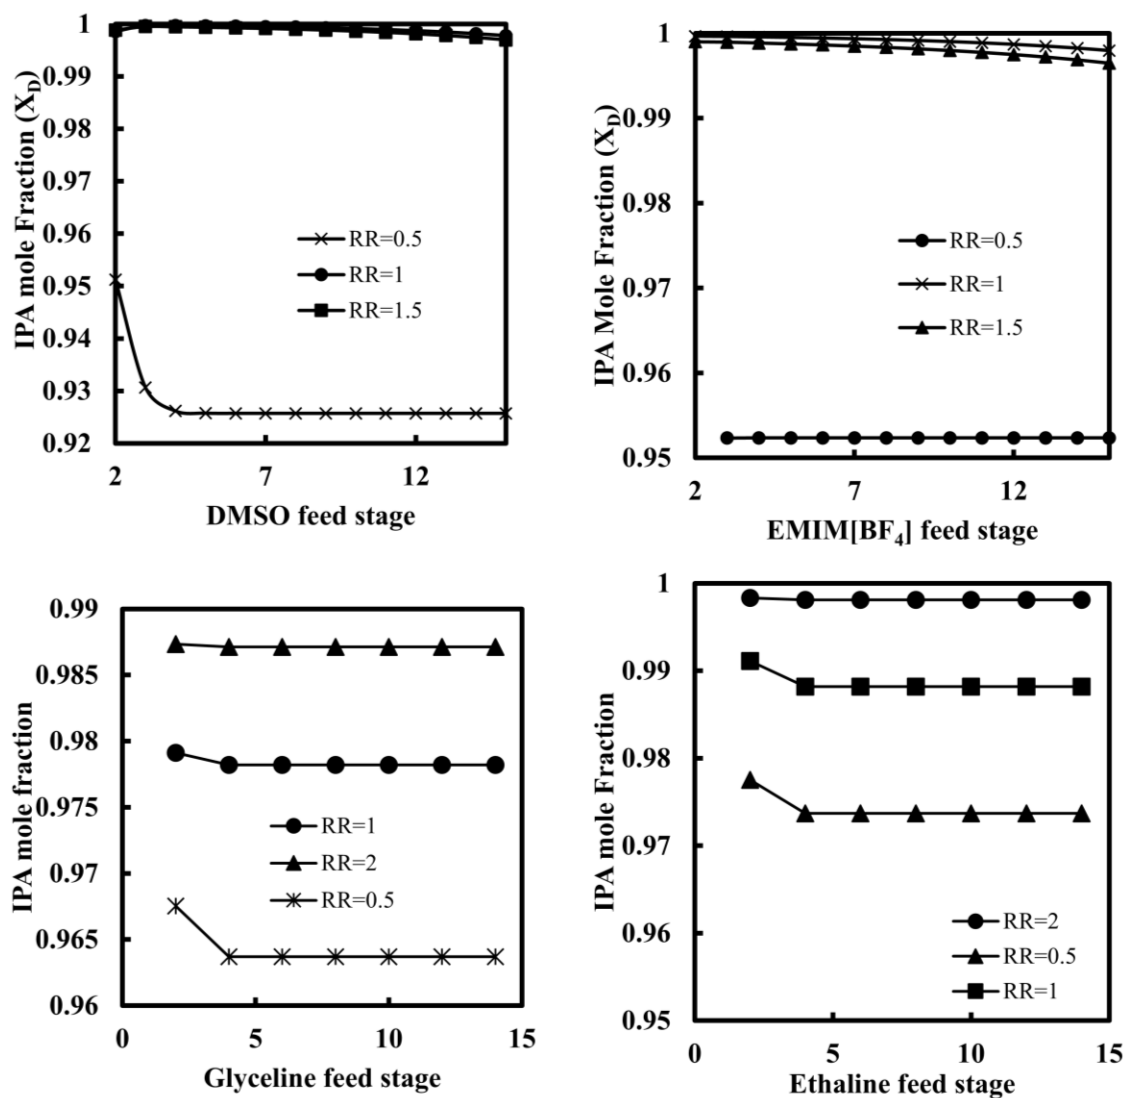 IPA mole Fraction (X_D)
1
0.99
0.98
0.97
0.96
0.95
0.94
0.93
0.92
RR=0.5
RR=1
RR=1.5
2 7 12
DMSO feed stage
IPA Mole Fraction (X_D)
1
0.99
0.98
0.97
0.96
0.95
RR=0.5
RR=1
RR=1.5
2 7 12
EMIM[BF₄] feed stage
IPA mole fraction
0.99
0.985
0.98
0.975
0.97
0.965
0.96
RR=1
RR=2
RR=0.5
0 5 10 15
Glyceline feed stage
IPA mole Fraction
1
0.99
0.98
0.97
0.96
0.95
RR=2
RR=0.5
RR=1
0 5 10 15
Ethaline feed stage